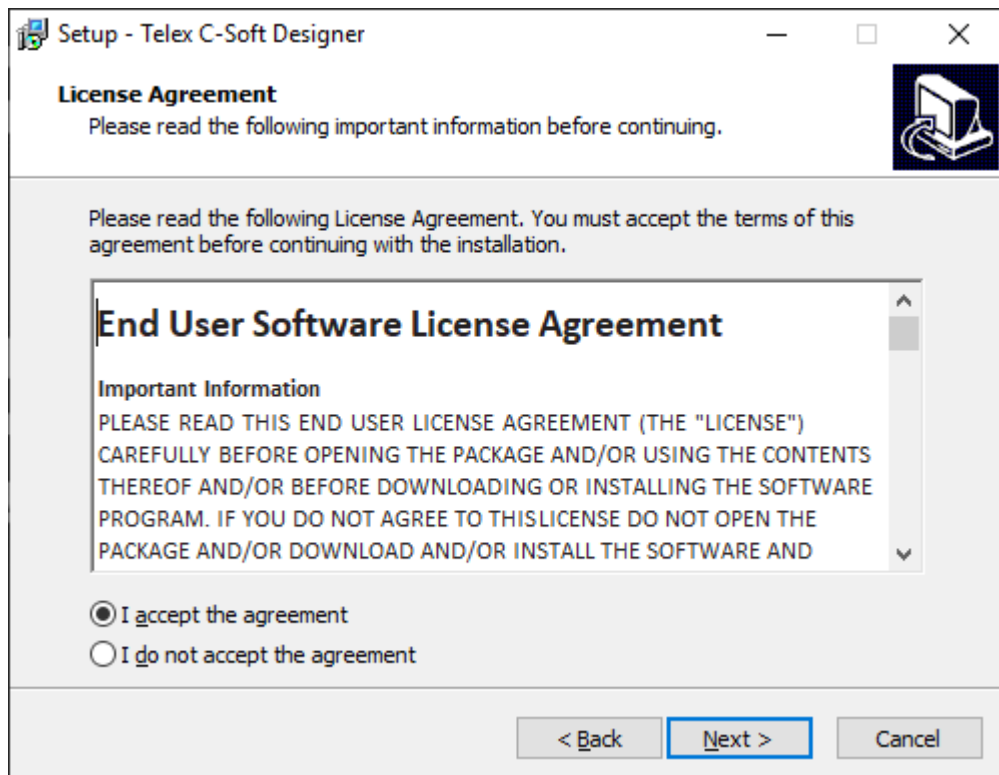 Setup - Telex C-Soft Designer
License Agreement
Please read the following important information before continuing.
Please read the following License Agreement. You must accept the terms of this
agreement before continuing with the installation.
End User Software License Agreement
Important Information
PLEASE READ THIS END USER LICENSE AGREEMENT (THE "LICENSE")
CAREFULLY BEFORE OPENING THE PACKAGE AND/OR USING THE CONTENTS
THEREOF AND/OR BEFORE DOWNLOADING OR INSTALLING THE SOFTWARE
PROGRAM. IF YOU DO NOT AGREE TO THISLICENSE DO NOT OPEN THE
PACKAGE AND/OR DOWNLOAD AND/OR INSTALL THE SOFTWARE AND
I accept the agreement
I do not accept the agreement
< Back Next > Cancel